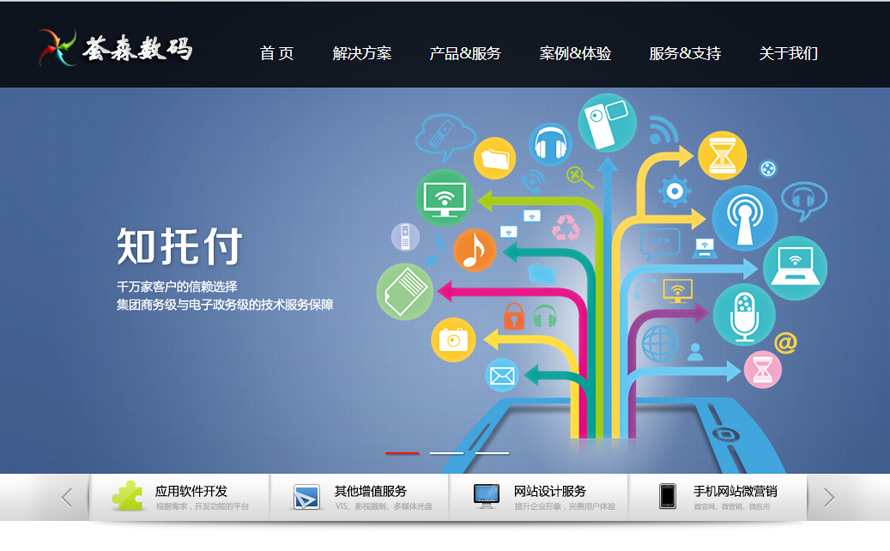 荟森数码
首 页
解决方案
产品&服务
案例&体验
服务&支持
关于我们
知托付
千万家客户的信赖选择
集团商务级与电子政务级的技术服务保障
@
应用软件开发
根据需求，开发功能的平台
其他增值服务
VIS、影视摄制、多媒体光盘
网站设计服务
提升企业形象，完善用户体验
手机网站微营销
微官网、微营销、微应用